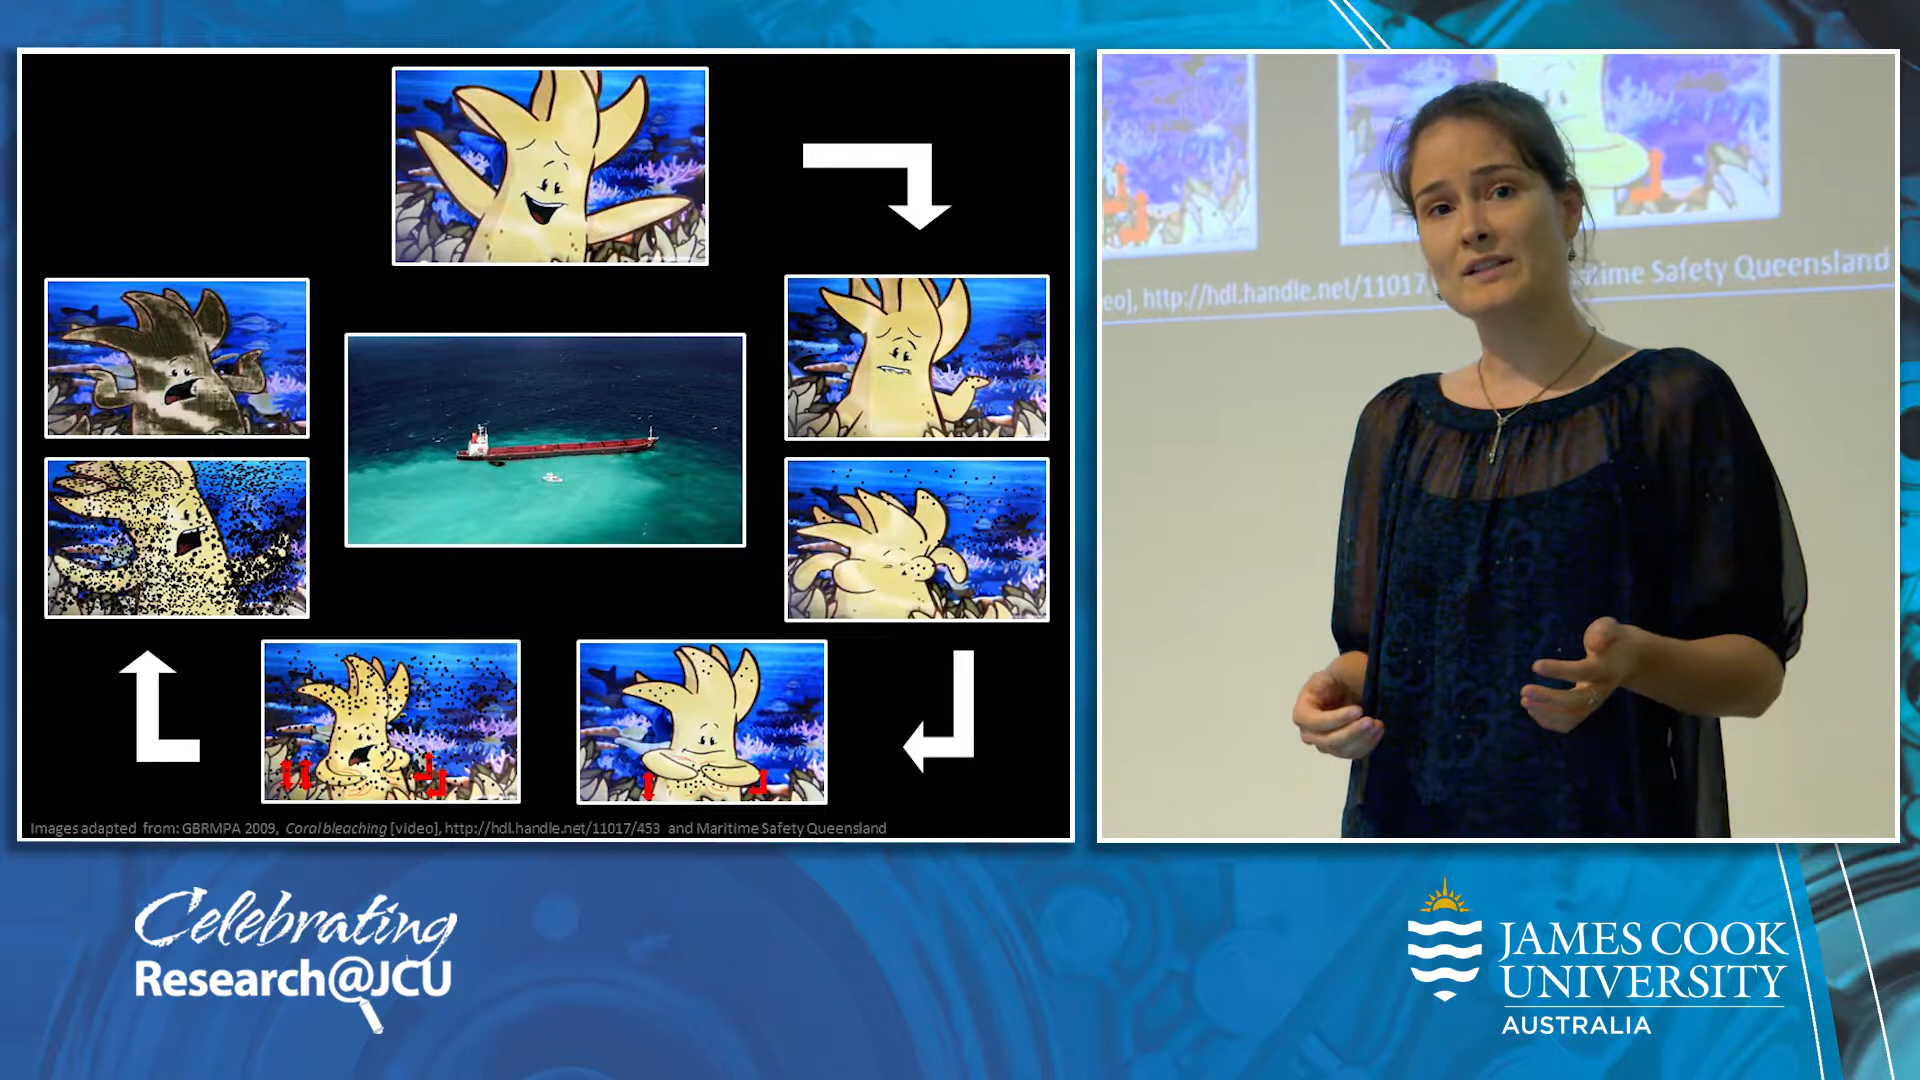 Images adapted from: GBRMPA 2009, Coral bleaching [video], http://hdl.handle.net/11017/453 and Maritime Safety Queensland
eo], http://hdl.handle.net/11017 time Safety Queensland
Celebrating
Research@JCU
JAMES COOK
UNIVERSITY
AUSTRALIA